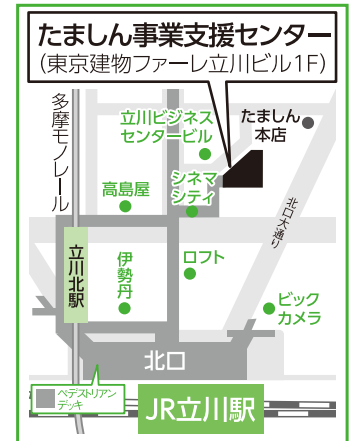 たましん事業支援センター
(東京建物ファーレ立川ビル1F)
多摩モノレール
立川ビジネス
センタービル
たましん
本店
シネマ
シティ
高島屋
北口大通り
立川北駅
伊勢丹
ロフト
ビック
カメラ
北口
ペデストリアン
デッキ
JR立川駅